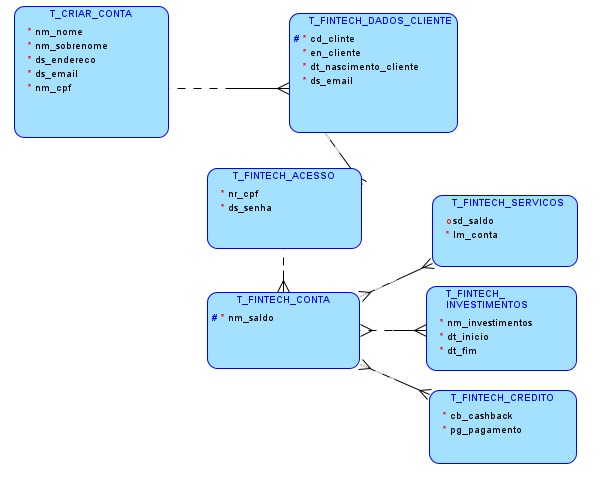 T_CRIAR_CONTA
* nm_nome
* nm_sobrenome
* ds_endereco
* ds_email
* nm_cpf
T_FINTECH_DADOS_CLIENTE
# * cd_clinte
* en_cliente
* dt_nascimento_cliente
* ds_email
T_FINTECH_ACESSO
* nr_cpf
* ds_senha
T_FINTECH_SERVICOS
o sd_saldo
* lm_conta
T_FINTECH_CONTA
# * nm_saldo
T_FINTECH_
INVESTIMENTOS
* nm_investimentos
* dt_inicio
* dt_fim
T_FINTECH_CREDITO
* cb_cashback
* pg_pagamento